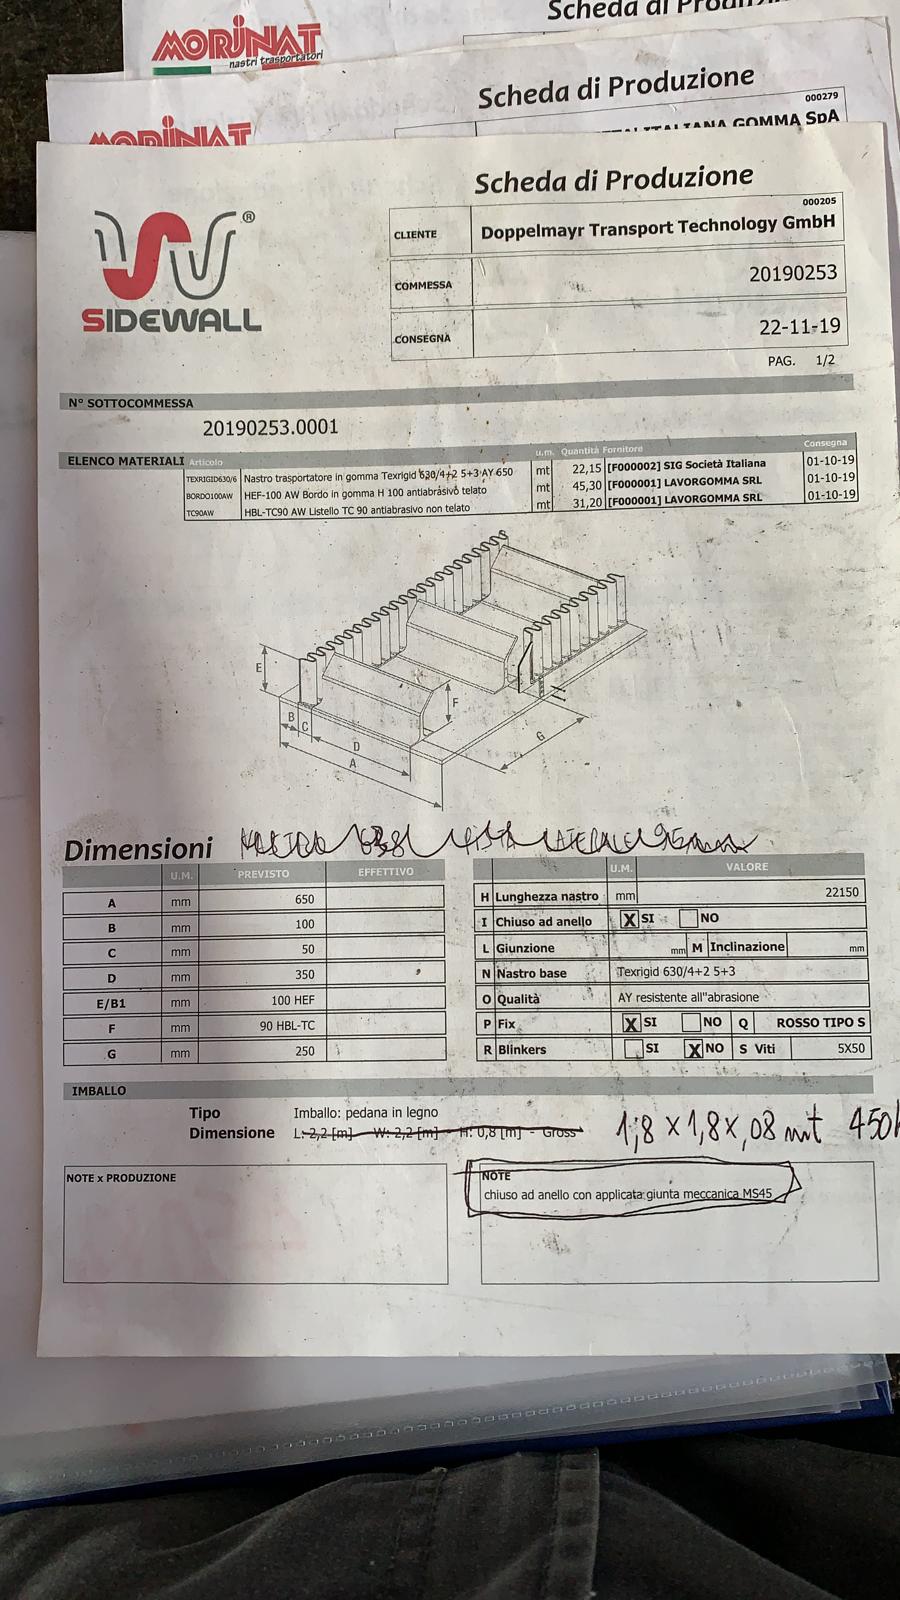 Scheda di Produzione
MORINAT
nastri trasportatori
Scheda di Produzione
000279
MORINAT
ITALIANA GOMMA SpA
Scheda di Produzione
000205
CLIENTE Doppelmayr Transport Technology GmbH
COMMESSA 20190253
CONSEGNA 22-11-19
PAG. 1/2
®
SIDEWALL
N° SOTTOCOMMESSA
20190253.0001
ELENCO MATERIALI Articolo u.m. Quantità Fornitore Consegna
TEXRIGID630/6 Nastro trasportatore in gomma Texrigid 630/4+2 5+3 AY 650 mt 22,15 [F000002] SIG Società Italiana 01-10-19
BORDO100AW HEF-100 AW Bordo in gomma H 100 antiabrasivo telato mt 45,30 [F000001] LAVORGOMMA SRL 01-10-19
TC90AW HBL-TC90 AW Listello TC 90 antiabrasivo non telato mt 31,20 [F000001] LAVORGOMMA SRL 01-10-19
E
F
B
C
D
A
G
Dimensioni
U.M. PREVISTO EFFETTIVO
A mm 650
B mm 100
C mm 50
D mm 350
E/B1 mm 100 HEF
F mm 90 HBL-TC
G mm 250
U.M. VALORE
H Lunghezza nastro mm 22150
I Chiuso ad anello X SI NO
L Giunzione mm M Inclinazione mm
N Nastro base Texrigid 630/4+2 5+3
O Qualità AY resistente all"abrasione
P Fix X SI NO Q ROSSO TIPO S
R Blinkers SI X NO S Viti 5X50
IMBALLO
Tipo Imballo: pedana in legno
Dimensione L: 2,2 [m] W: 2,2 [m] H: 0,8 [m] - Gross
1,8 X 1,8 X ,08 mt 450
NOTE x PRODUZIONE
NOTE
chiuso ad anello con applicata giunta meccanica MS45